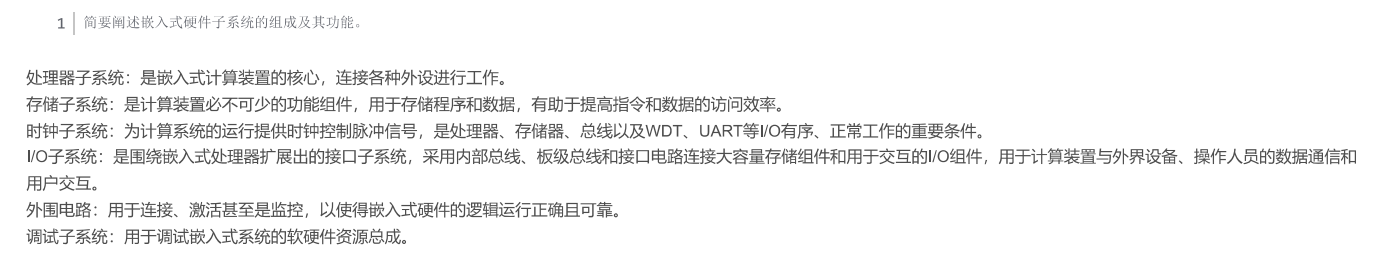 1 简要阐述嵌入式硬件子系统的组成及其功能。
处理器子系统：是嵌入式计算装置的核心，连接各种外设进行工作。
存储子系统：是计算装置必不可少的功能组件，用于存储程序和数据，有助于提高指令和数据的访问效率。
时钟子系统：为计算系统的运行提供时钟控制脉冲信号，是处理器、存储器、总线以及WDT、UART等I/O有序、正常工作的重要条件。
I/O子系统：是围绕嵌入式处理器扩展出的接口子系统，采用内部总线、板级总线和接口电路连接大容量存储组件和用于交互的I/O组件，用于计算装置与外界设备、操作人员的数据通信和
用户交互。
外围电路：用于连接、激活甚至是监控，以使得嵌入式硬件的逻辑运行正确且可靠。
调试子系统：用于调试嵌入式系统的软硬件资源总成。